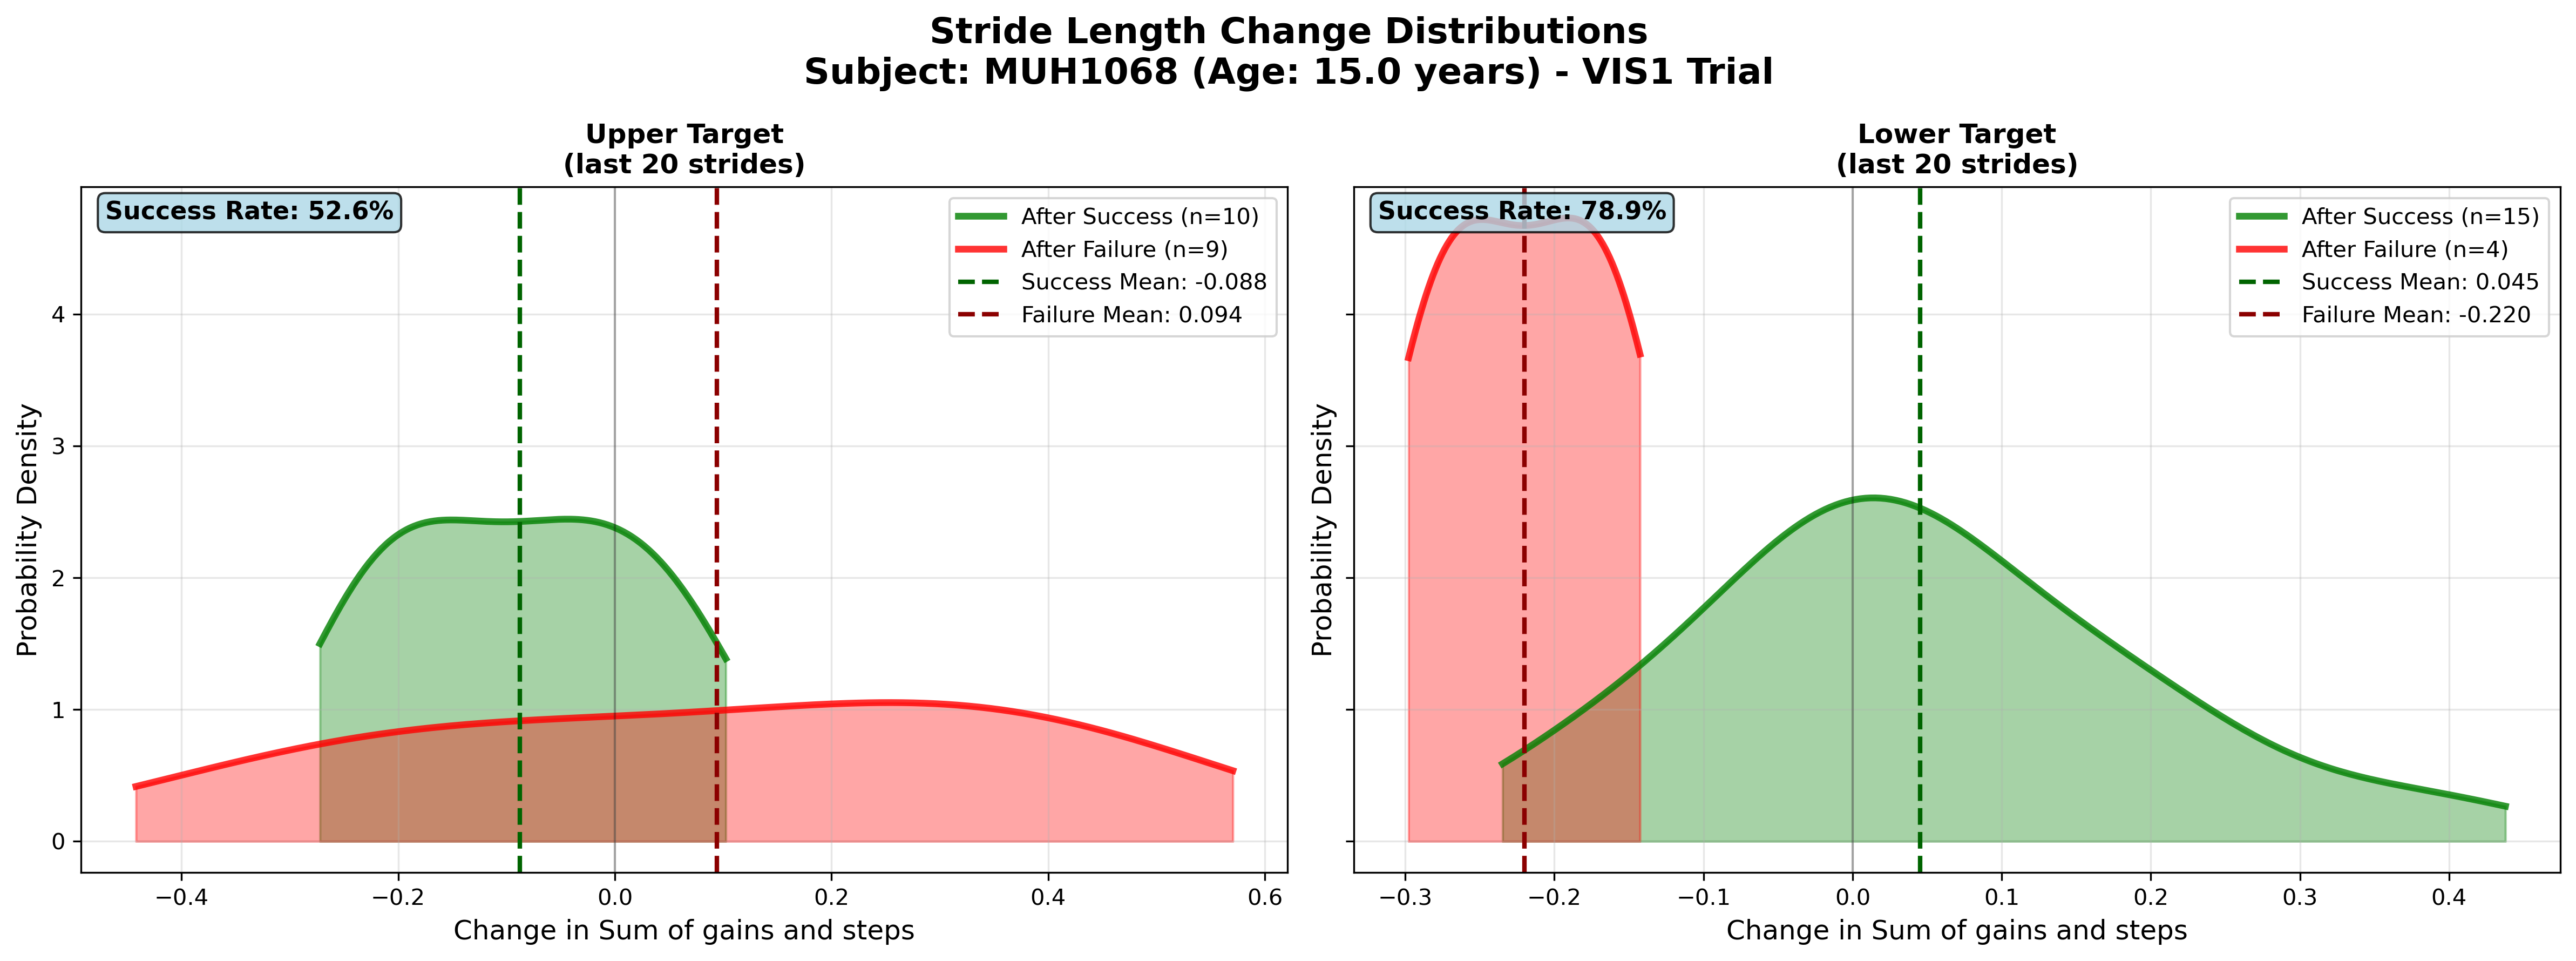 Stride Length Change Distributions
Subject: MUH1068 (Age: 15.0 years) - VIS1 Trial
Upper Target
(last 20 strides)
Success Rate: 52.6%
After Success (n=10)
After Failure (n=9)
Success Mean: -0.088
Failure Mean: 0.094
Probability Density
4
3
2
1
0
−0.4
−0.2
0.0
0.2
0.4
0.6
Change in Sum of gains and steps
Lower Target
(last 20 strides)
Success Rate: 78.9%
After Success (n=15)
After Failure (n=4)
Success Mean: 0.045
Failure Mean: -0.220
Probability Density
−0.3
−0.2
−0.1
0.0
0.1
0.2
0.3
0.4
Change in Sum of gains and steps